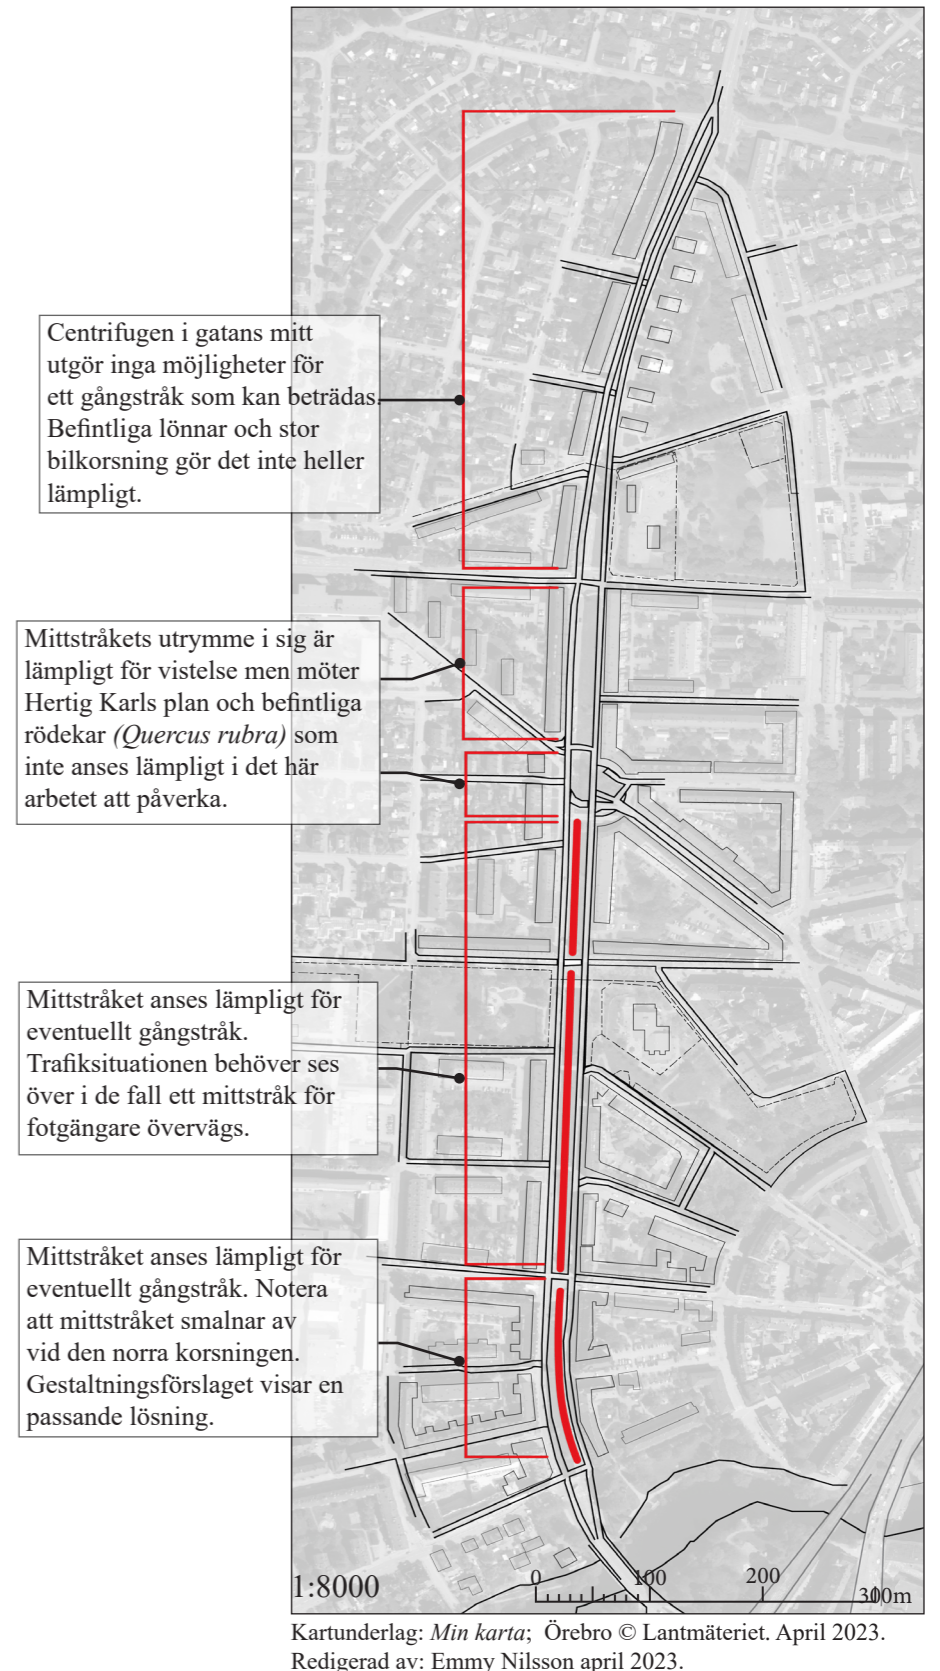 Centrifugen i gatans mitt
utgör inga möjligheter för
ett gångstråk som kan beträdas.
Befintliga lönnar och stor
bilkorsning gör det inte heller
lämpligt.
Mittstråkets utrymme i sig är
lämpligt för vistelse men möter
Hertig Karls plan och befintliga
rödekar (Quercus rubra) som
inte anses lämpligt i det här
arbetet att påverka.
Mittstråket anses lämpligt för
eventuellt gångstråk.
Trafiksituationen behöver ses
över i de fall ett mittstråk för
fotgängare övervägs.
Mittstråket anses lämpligt för
eventuellt gångstråk. Notera
att mittstråket smalnar av
vid den norra korsningen.
Gestaltningsförslaget visar en
passande lösning.
1:8000
0 100 200 300m
Kartunderlag: Min karta; Örebro © Lantmäteriet. April 2023.
Redigerad av: Emmy Nilsson april 2023.